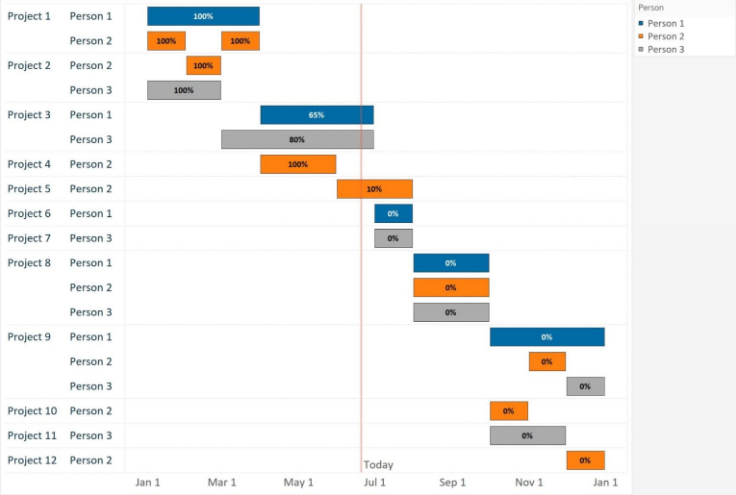 Person
Person 1
Person 2
Person 3
Project 1 Person 1 100%
Person 2 100% 100%
Project 2 Person 2 100%
Person 3 100%
Project 3 Person 1 65%
Person 3 80%
Project 4 Person 2 100%
Project 5 Person 2 10%
Project 6 Person 1 0%
Project 7 Person 3 0%
Project 8 Person 1 0%
Person 2 0%
Person 3 0%
Project 9 Person 1 0%
Person 2 0%
Person 3 0%
Project 10 Person 2 0%
Project 11 Person 3 0%
Project 12 Person 2 0%
Today
Jan 1 Mar 1 May 1 Jul 1 Sep 1 Nov 1 Jan 1